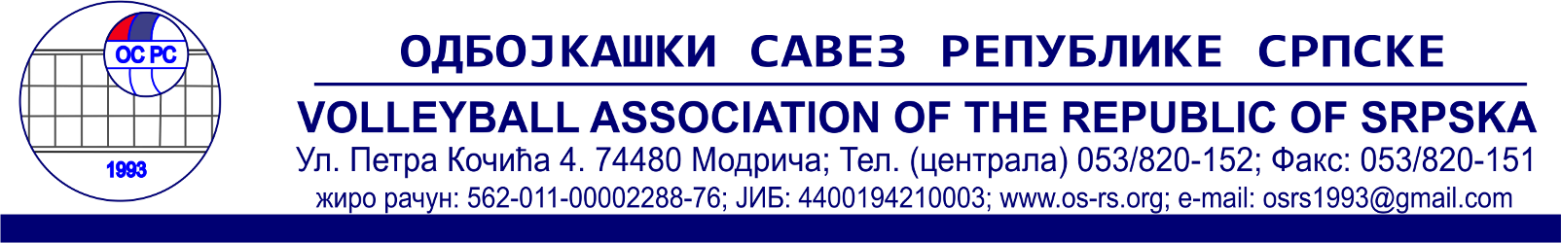 ОС РС
1993
ОДБОЈКАШКИ САВЕЗ РЕПУБЛИКЕ СРПСКЕ
VOLLEYBALL ASSOCIATION OF THE REPUBLIC OF SRPSKA
Ул. Петра Кочића 4. 74480 Модрича; Тел. (централа) 053/820-152; Факс: 053/820-151
жиро рачун: 562-011-00002288-76; ЈИБ: 4400194210003; www.os-rs.org; e-mail: osrs1993@gmail.com